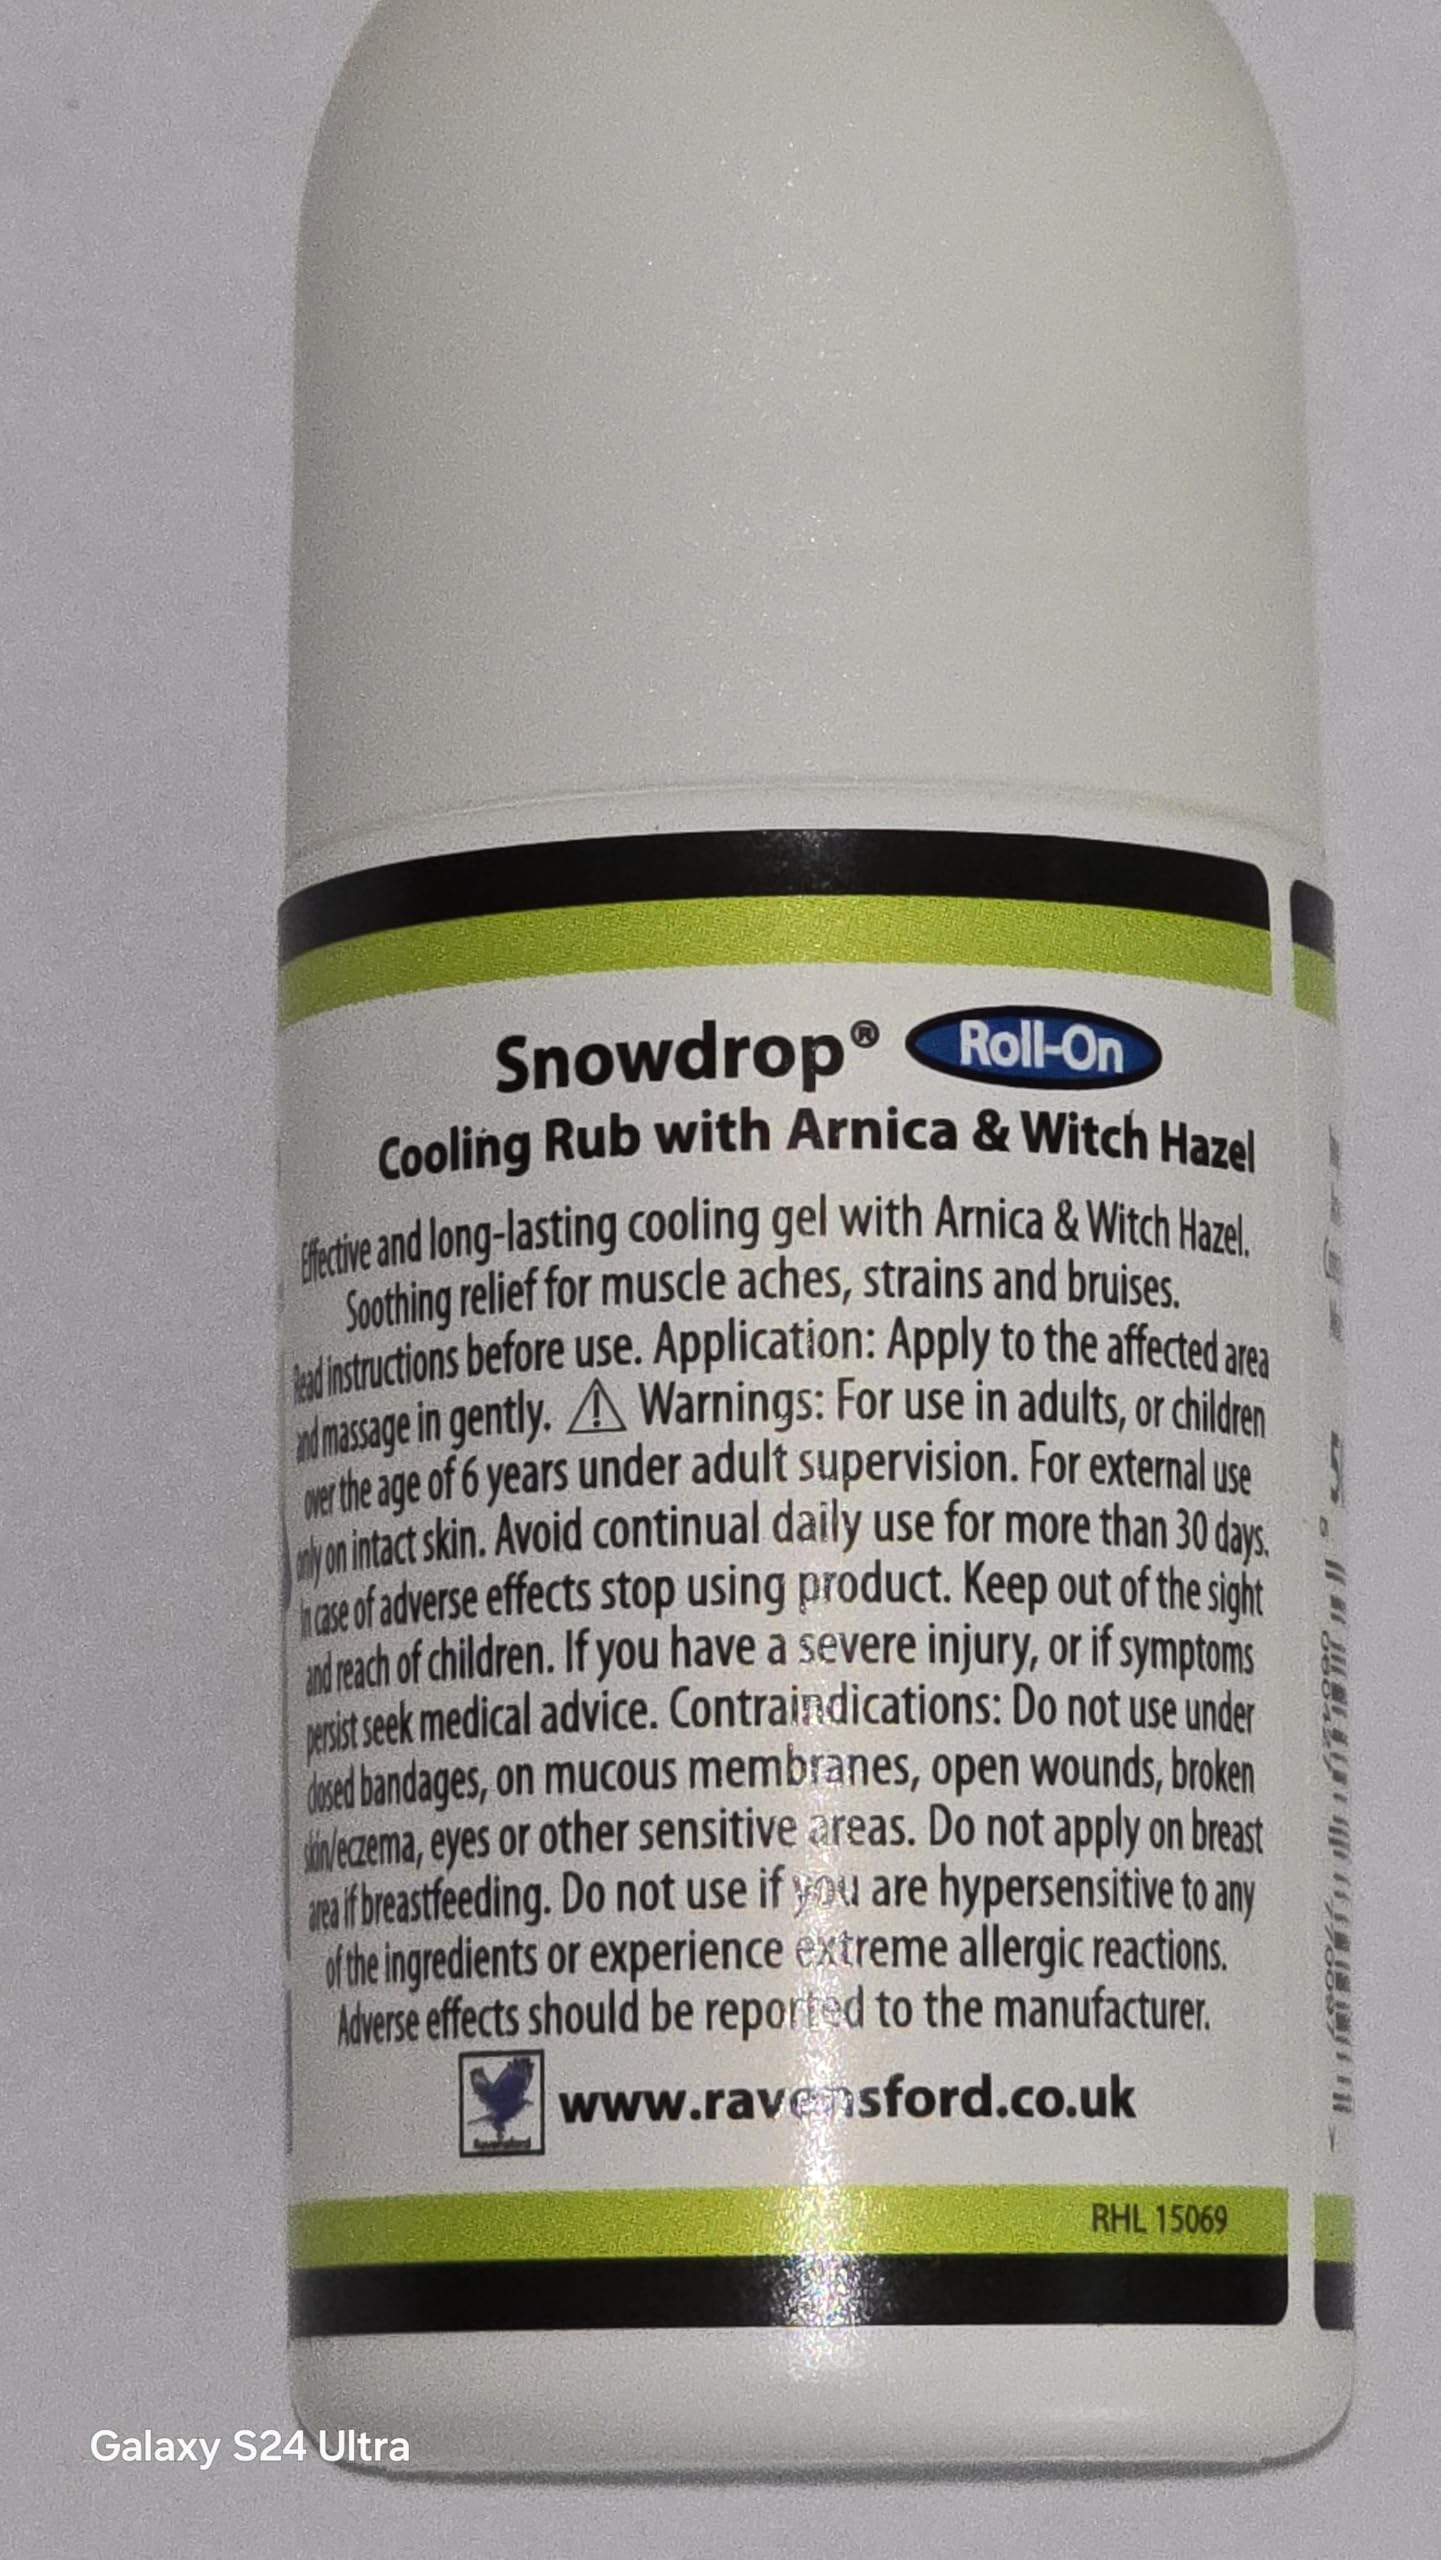 Snowdrop® Roll-On
Cooling Rub with Arnica & Witch Hazel
Effective and long-lasting cooling gel with Arnica & Witch Hazel.
Soothing relief for muscle aches, strains and bruises.
Read instructions before use. Application: Apply to the affected area
and massage in gently. ⚠ Warnings: For use in adults, or children
over the age of 6 years under adult supervision. For external use
only on intact skin. Avoid continual daily use for more than 30 days.
In case of adverse effects stop using product. Keep out of the sight
and reach of children. If you have a severe injury, or if symptoms
persist seek medical advice. Contraindications: Do not use under
closed bandages, on mucous membranes, open wounds, broken
skin/eczema, eyes or other sensitive areas. Do not apply on breast
area if breastfeeding. Do not use if you are hypersensitive to any
of the ingredients or experience extreme allergic reactions.
Adverse effects should be reported to the manufacturer.
Ravensford
www.ravensford.co.uk
RHL 15069
Galaxy S24 Ultra